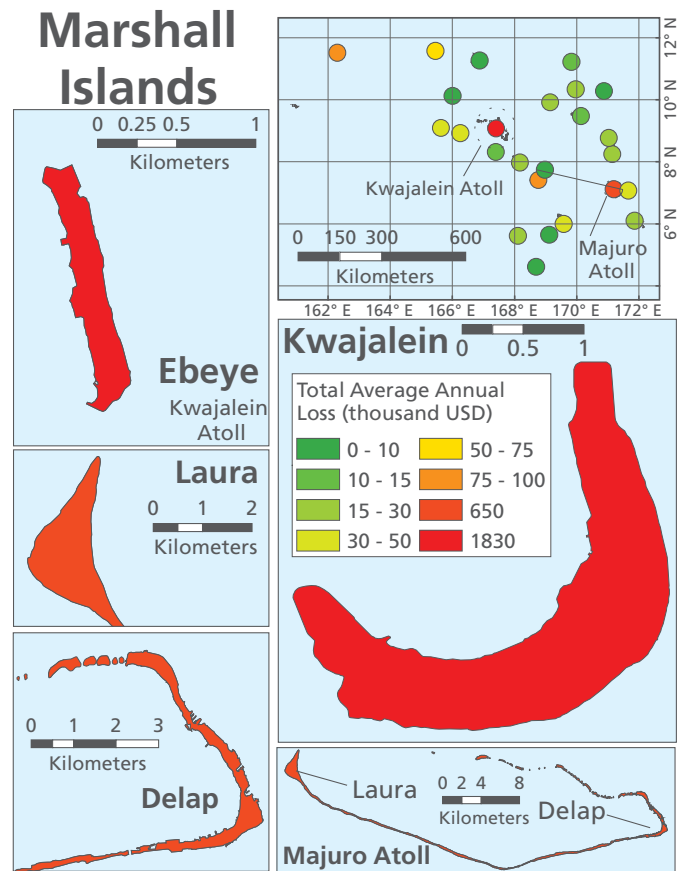 Marshall
Islands
0 0.25 0.5 1
Kilometers
Ebeye
Kwajalein
Atoll
Laura
0 1 2
Kilometers
0 1 2 3
Kilometers
Delap
12° N
10° N
8° N
6° N
Kwajalein Atoll
Majuro
Atoll
0 150 300 600
Kilometers
162° E 164° E 166° E 168° E 170° E 172° E
Kwajalein
0 0.5 1
Total Average Annual
Loss (thousand USD)
0 - 10 50 - 75
10 - 15 75 - 100
15 - 30 650
30 - 50 1830
Laura
0 2 4 8
Kilometers
Delap
Majuro Atoll